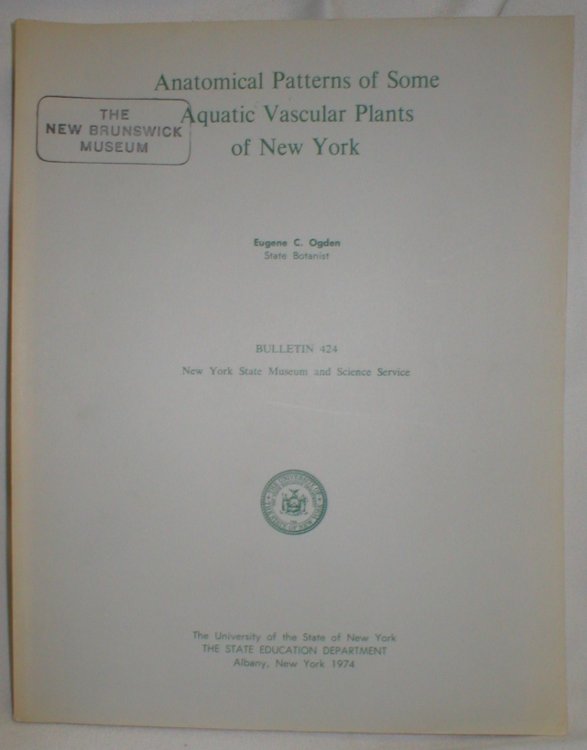 Anatomical Patterns of Some
Aquatic Vascular Plants
of New York
THE
NEW BRUNSWICK
MUSEUM
Eugene C. Ogden
State Botanist
BULLETIN 424
New York State Museum and Science Service
The University of the State of New York
THE STATE EDUCATION DEPARTMENT
Albany, New York 1974